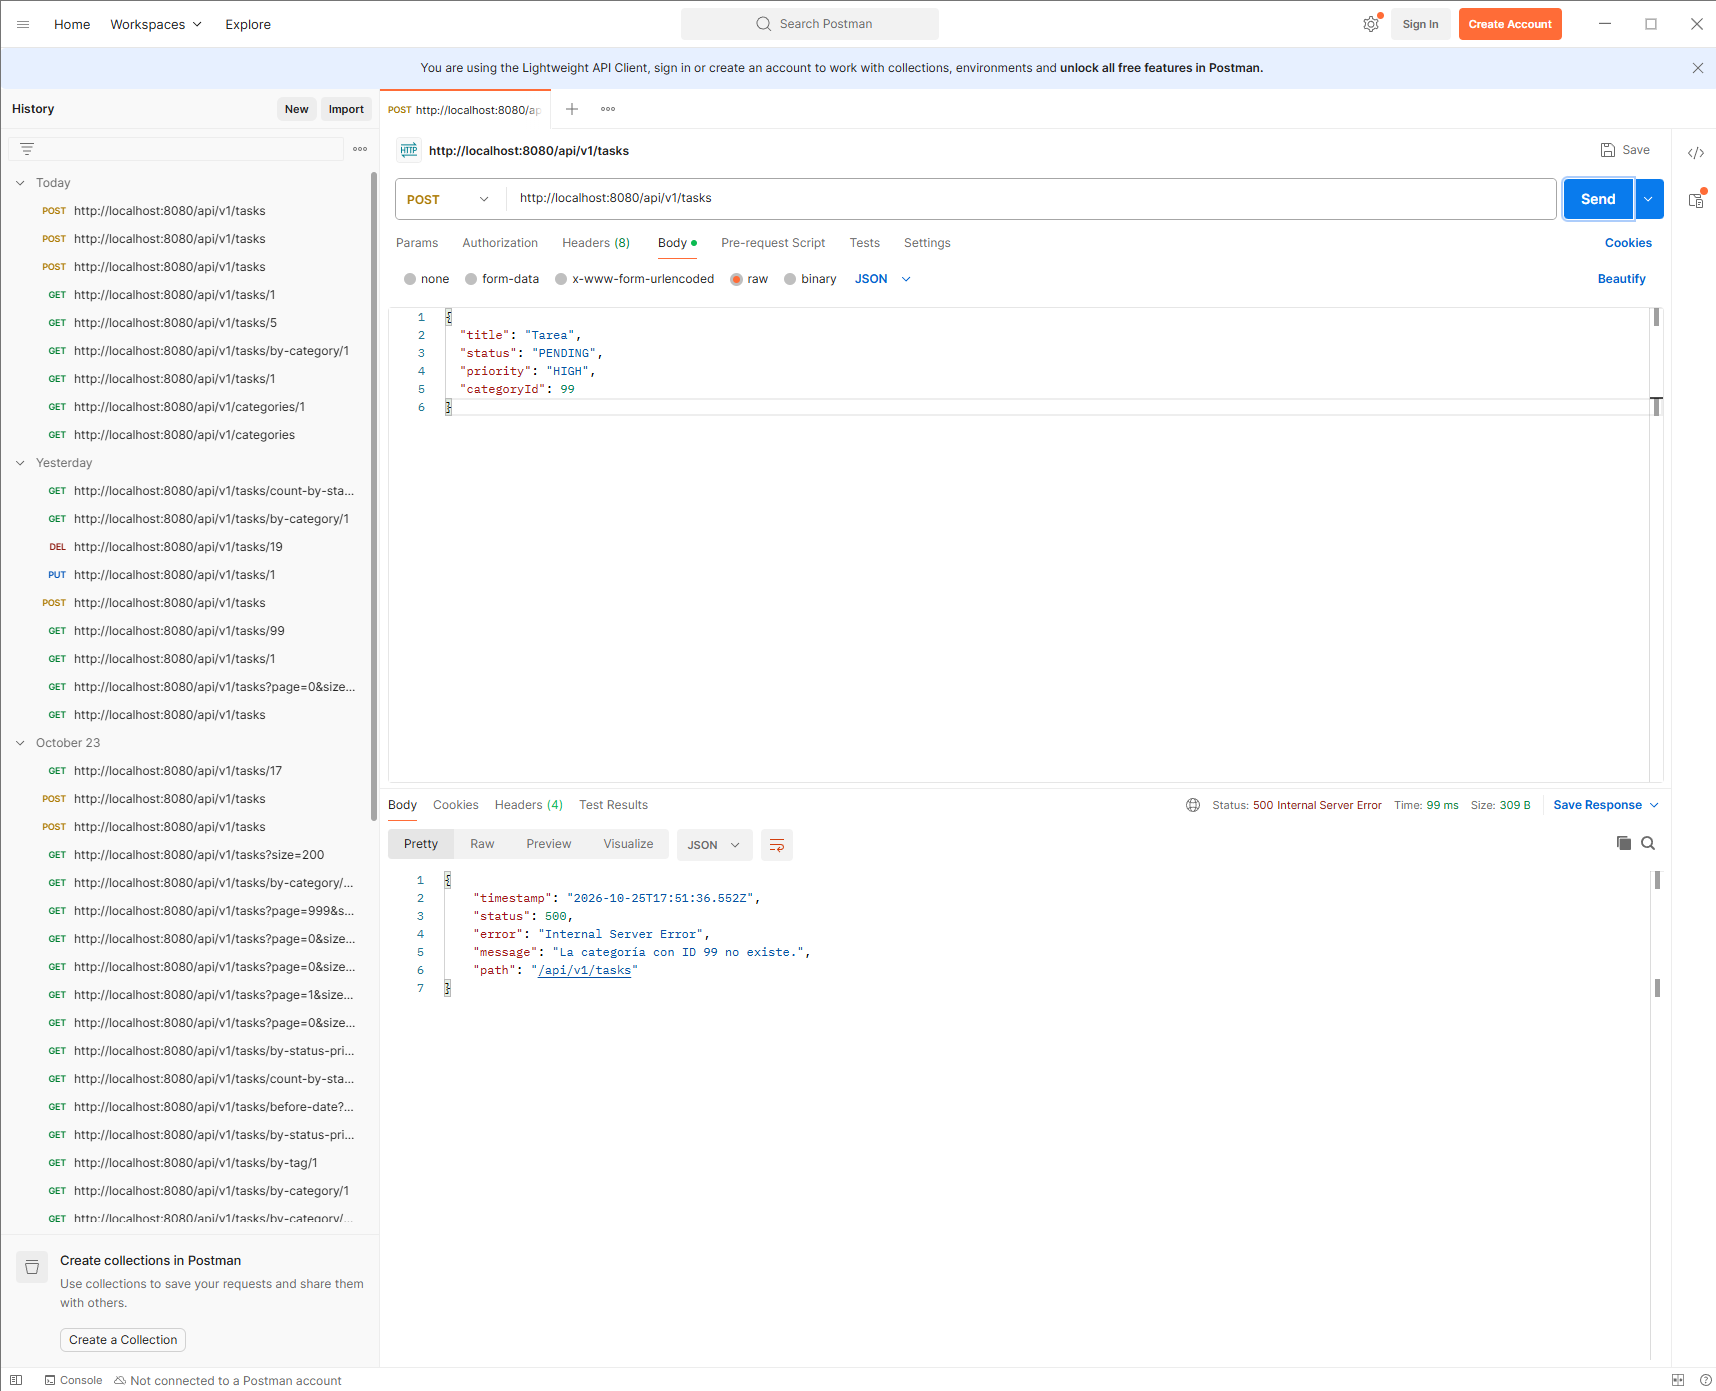 Home Workspaces Explore Search Postman Sign In Create Account
You are using the Lightweight API Client, sign in or create an account to work with collections, environments and unlock all free features in Postman.
History New Import
Today
POST http://localhost:8080/api/v1/tasks
POST http://localhost:8080/api/v1/tasks
POST http://localhost:8080/api/v1/tasks
GET http://localhost:8080/api/v1/tasks/1
GET http://localhost:8080/api/v1/tasks/5
GET http://localhost:8080/api/v1/tasks/by-category/1
GET http://localhost:8080/api/v1/tasks/1
GET http://localhost:8080/api/v1/categories/1
GET http://localhost:8080/api/v1/categories
Yesterday
GET http://localhost:8080/api/v1/tasks/count-by-sta...
GET http://localhost:8080/api/v1/tasks/by-category/1
DEL http://localhost:8080/api/v1/tasks/19
PUT http://localhost:8080/api/v1/tasks/1
POST http://localhost:8080/api/v1/tasks
GET http://localhost:8080/api/v1/tasks/99
GET http://localhost:8080/api/v1/tasks/1
GET http://localhost:8080/api/v1/tasks?page=0&size...
GET http://localhost:8080/api/v1/tasks
October 23
GET http://localhost:8080/api/v1/tasks/17
POST http://localhost:8080/api/v1/tasks
POST http://localhost:8080/api/v1/tasks
GET http://localhost:8080/api/v1/tasks?size=200
GET http://localhost:8080/api/v1/tasks/by-category/...
GET http://localhost:8080/api/v1/tasks?page=999&s...
GET http://localhost:8080/api/v1/tasks?page=0&size...
GET http://localhost:8080/api/v1/tasks?page=0&size...
GET http://localhost:8080/api/v1/tasks?page=1&size...
GET http://localhost:8080/api/v1/tasks?page=0&size...
GET http://localhost:8080/api/v1/tasks/by-status-pri...
GET http://localhost:8080/api/v1/tasks/count-by-sta...
GET http://localhost:8080/api/v1/tasks/before-date?...
GET http://localhost:8080/api/v1/tasks/by-status-pri...
GET http://localhost:8080/api/v1/tasks/by-tag/1
GET http://localhost:8080/api/v1/tasks/by-category/1
GET http://localhost:8080/api/v1/tasks/by-category/...
Create collections in Postman
Use collections to save your requests and share them
with others.
Create a Collection
POST http://localhost:8080/ap
HTTP http://localhost:8080/api/v1/tasks Save
POST http://localhost:8080/api/v1/tasks Send
Params Authorization Headers (8) Body Pre-request Script Tests Settings Cookies
none form-data x-www-form-urlencoded raw binary JSON Beautify
1 {
2 "title": "Tarea",
3 "status": "PENDING",
4 "priority": "HIGH",
5 "categoryId": 99
6 }
Body Cookies Headers (4) Test Results Status: 500 Internal Server Error Time: 99 ms Size: 309 B Save Response
Pretty Raw Preview Visualize JSON
1 {
2 "timestamp": "2026-10-25T17:51:36.552Z",
3 "status": 500,
4 "error": "Internal Server Error",
5 "message": "La categoría con ID 99 no existe.",
6 "path": "/api/v1/tasks"
7 }
Console Not connected to a Postman account